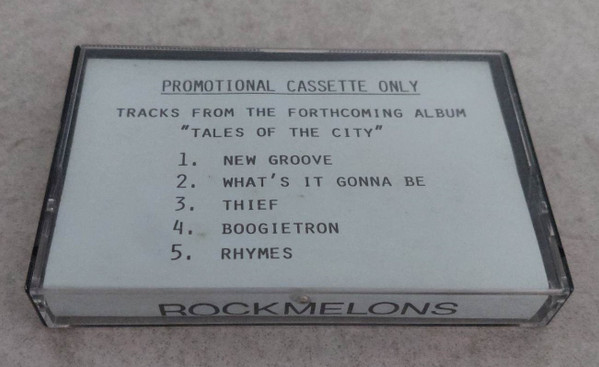 PROMOTIONAL CASSETTE ONLY
TRACKS FROM THE FORTHCOMING ALBUM
"TALES OF THE CITY"
1. NEW GROOVE
2. WHAT'S IT GONNA BE
3. THIEF
4. BOOGIETRON
5. RHYMES
ROCKMELONS